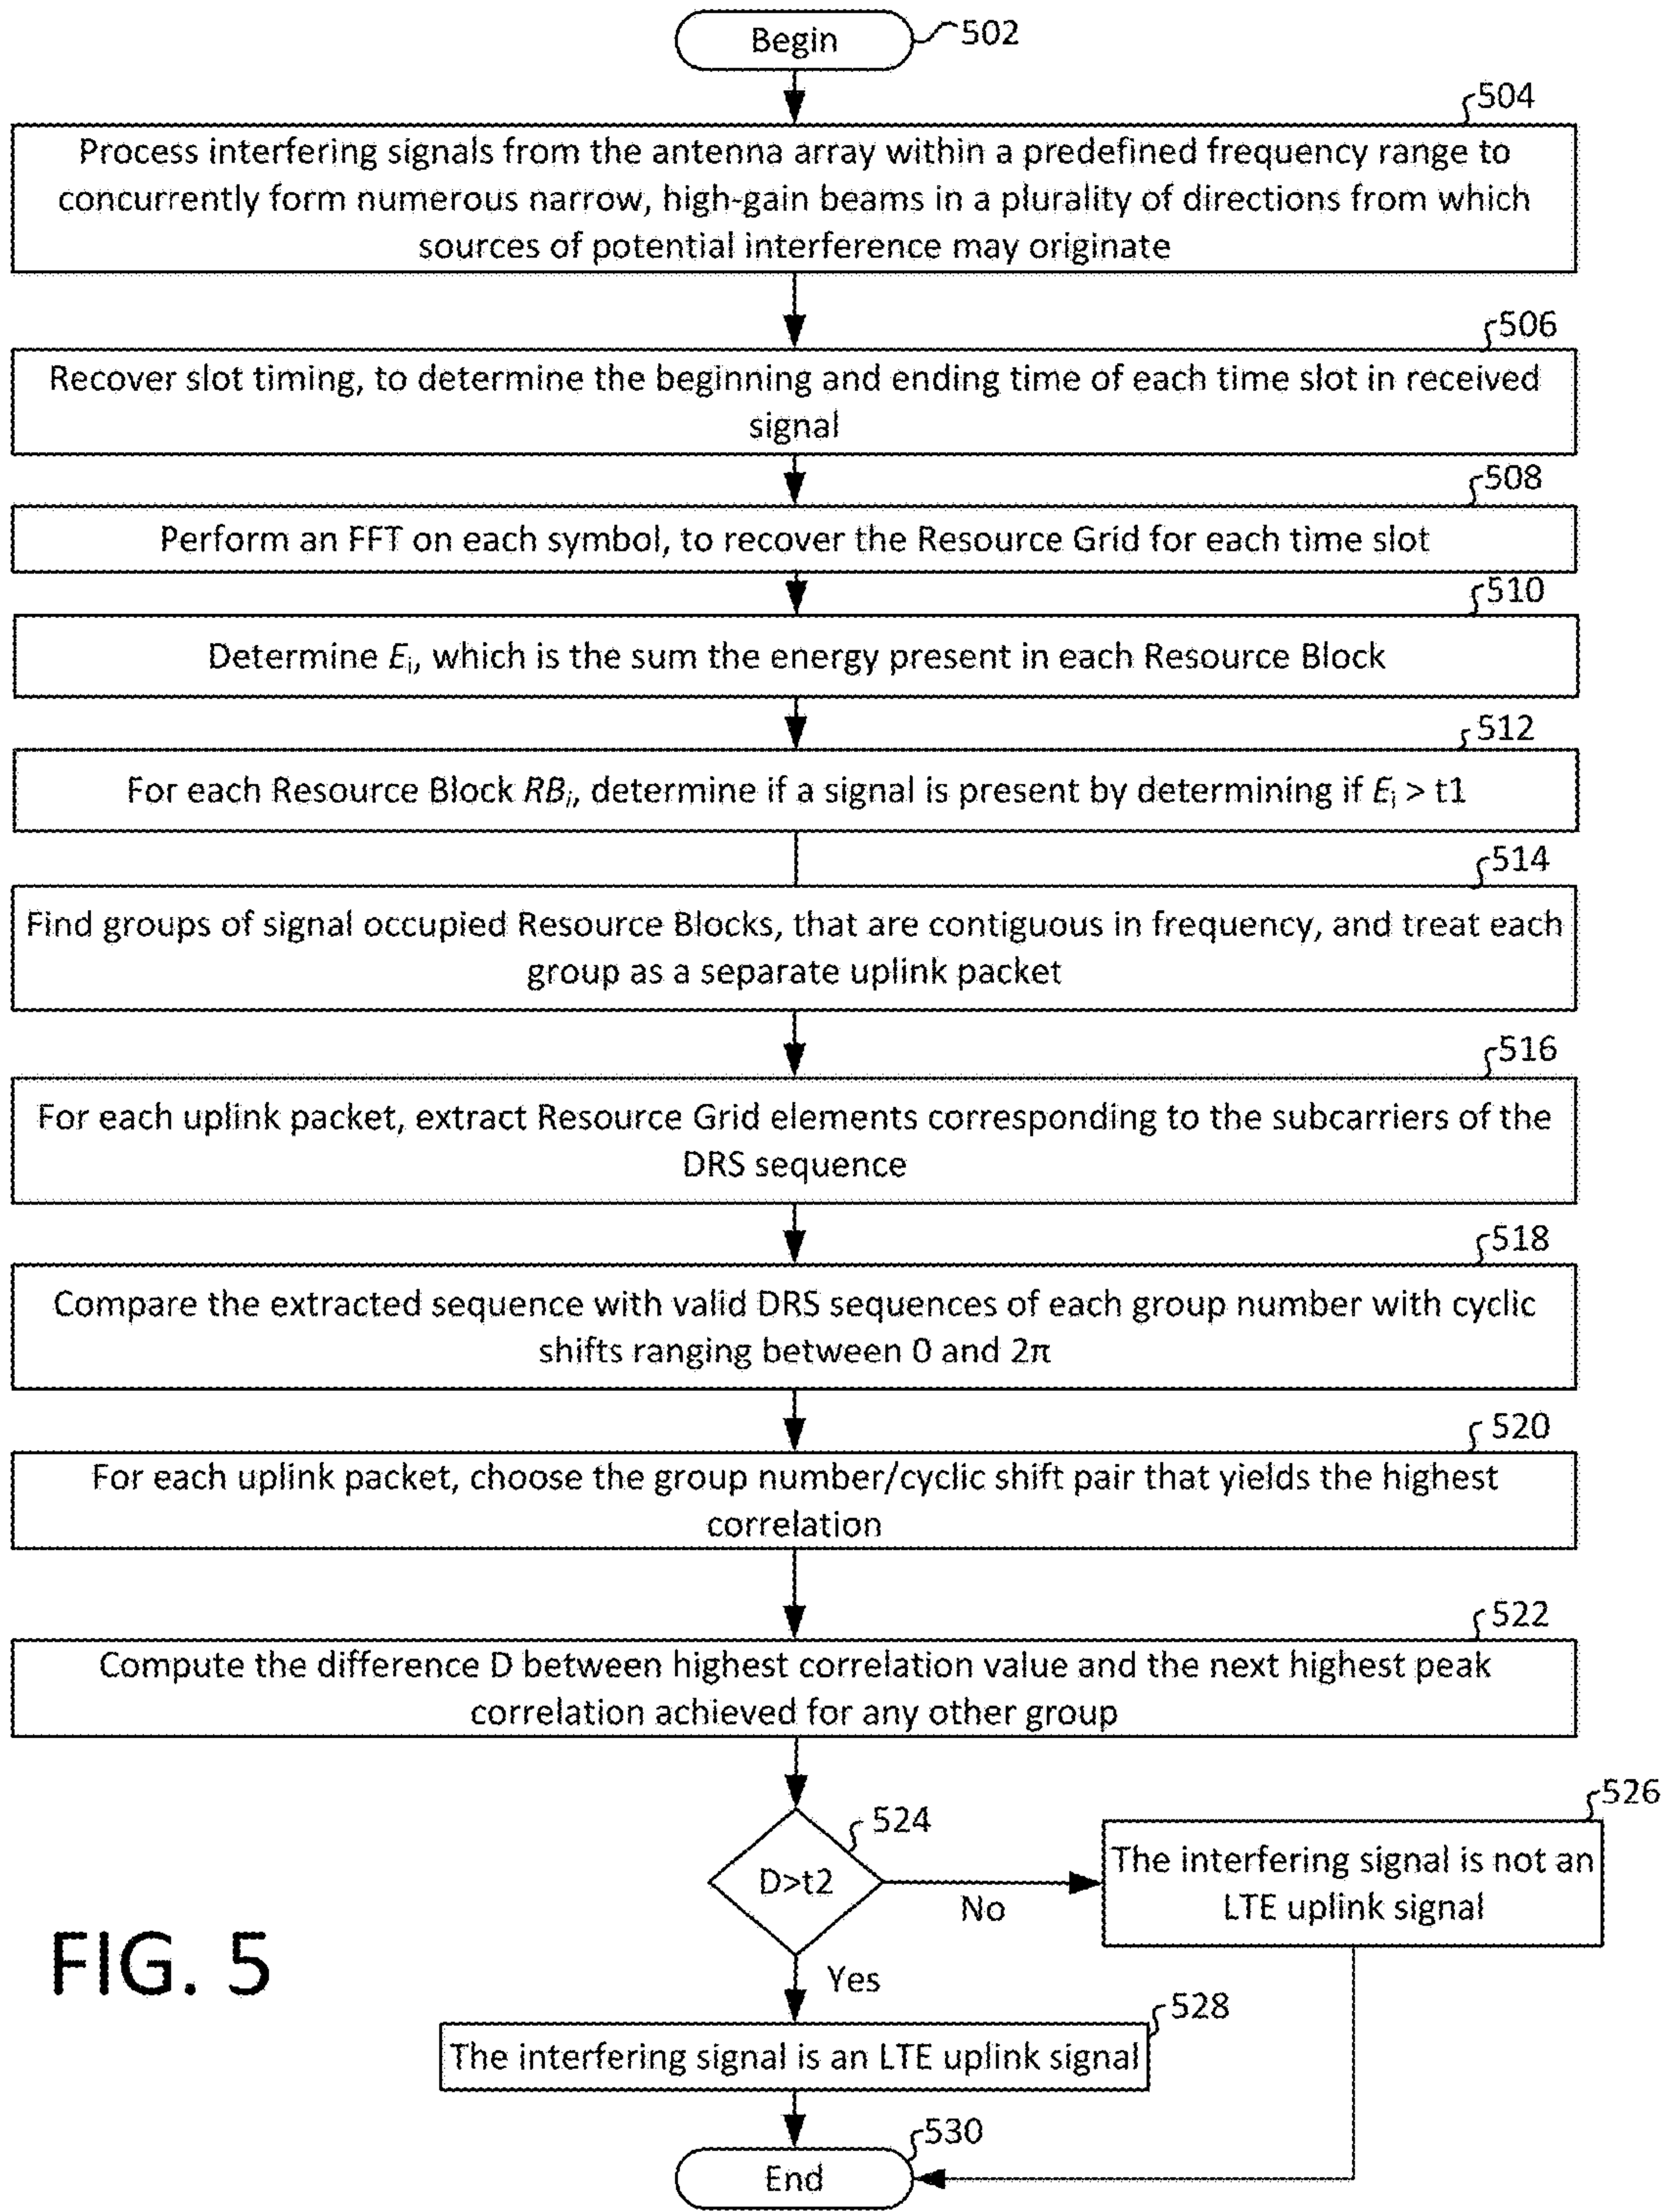 Begin
502
504
Process interfering signals from the antenna array within a predefined frequency range to
concurrently form numerous narrow, high-gain beams in a plurality of directions from which
sources of potential interference may originate
506
Recover slot timing, to determine the beginning and ending time of each time slot in received
signal
508
Perform an FFT on each symbol, to recover the Resource Grid for each time slot
510
Determine Ei, which is the sum the energy present in each Resource Block
512
For each Resource Block RBi, determine if a signal is present by determining if Ei > t1
514
Find groups of signal occupied Resource Blocks, that are contiguous in frequency, and treat each
group as a separate uplink packet
516
For each uplink packet, extract Resource Grid elements corresponding to the subcarriers of the
DRS sequence
518
Compare the extracted sequence with valid DRS sequences of each group number with cyclic
shifts ranging between 0 and 2π
520
For each uplink packet, choose the group number/cyclic shift pair that yields the highest
correlation
522
Compute the difference D between highest correlation value and the next highest peak
correlation achieved for any other group
524
D>t2
No
526
The interfering signal is not an
LTE uplink signal
Yes
528
The interfering signal is an LTE uplink signal
530
End
FIG. 5